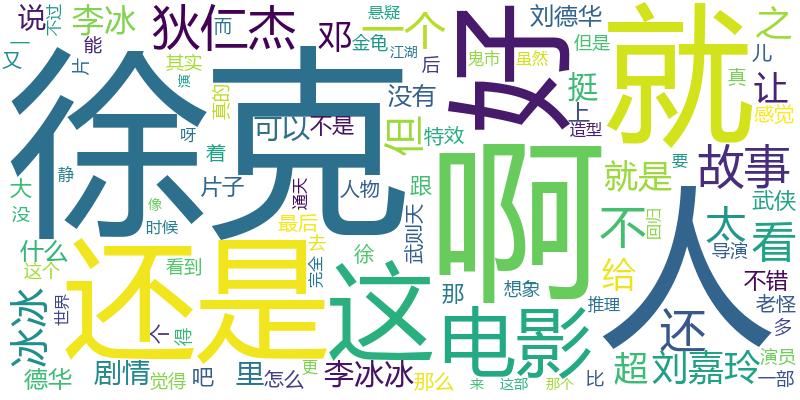 说
不过
李冰
狄仁杰
而
邓
悬疑
金龟
一个
刘德华
但是
之
儿
一
又
片
能
其实
演
真的
后
江湖
好
鬼市
虽然
就
真
让
徐克
没有
挺
上
感觉
呀
可以
不是
但
特效
造型
着
静
大
没
片子
通天
人物
跟
啊
就是
要
故事
像
时候
最后
武则天
不
回归
太
武侠
看
导演
什么
还是
去
完全
徐
这
人
这个
看到
给
不错
那
想象
冰冰
世界
个
得
电影
推理
还
老怪
多
德华
剧情
觉得
吧
里
怎么
更
李冰冰
那么
来
这部
那个
比
超
刘嘉玲
演员
一部